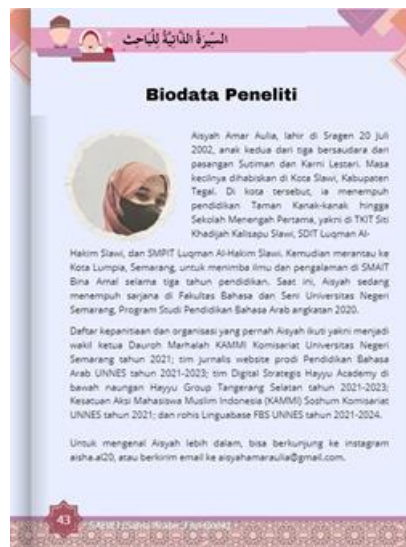 السِّيْرَةُ الذَّاتِيَّةُ لِلْبَاحِثِ
Biodata Peneliti
Aisyah Amar Aulia, lahir di Sragen 20 Juli
2002, anak kedua dari tiga bersaudara dari
pasangan Sutiman dan Karni Lestari. Masa
kecilnya dihabiskan di Kota Slawi, Kabupaten
Tegal. Di kota tersebut, ia menempuh
pendidikan Taman Kanak-kanak hingga
Sekolah Menengah Pertama, yakni di TKIT Siti
Khadijah Kalisapu Slawi, SDIT Luqman Al-
Hakim Slawi, dan SMPIT Luqman Al-Hakim Slawi. Kemudian merantau ke
Kota Lumpia, Semarang, untuk menimba ilmu dan pengalaman di SMAIT
Bina Amal selama tiga tahun pendidikan. Saat ini, Aisyah sedang
menempuh sarjana di Fakultas Bahasa dan Seni Universitas Negeri
Semarang, Program Studi Pendidikan Bahasa Arab angkatan 2020.
Daftar kepanitiaan dan organisasi yang pernah Aisyah ikuti yakni menjadi
wakil ketua Dauroh Marhalah KAMMI Komisariat Universitas Negeri
Semarang tahun 2021; tim jurnalis website prodi Pendidikan Bahasa
Arab UNNES tahun 2021-2023; tim Digital Strategis Hayyu Academy di
bawah naungan Hayyu Group Tangerang Selatan tahun 2021-2023;
Kesatuan Aksi Mahasiswa Muslim Indonesia (KAMMI) Soshum Komisariat
UNNES tahun 2021; dan rohis Linguabase FBS UNNES tahun 2021-2024.
Untuk mengenal Aisyah lebih dalam, bisa berkunjung ke instagram
aisha.al20, atau berkirim email ke aisyahamaraulia@gmail.com.
43